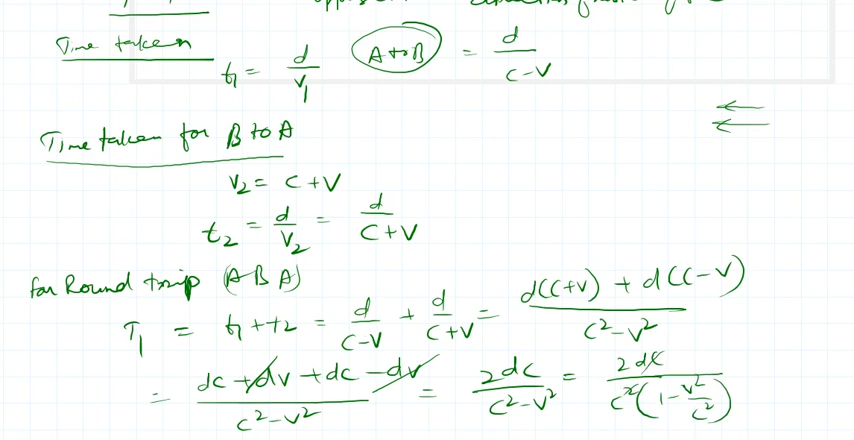 Time taken
t₁ = d/V₁ (A to B) = d/(C-V)
Time taken for B to A
V₂ = C+V
t₂ = d/V₂ = d/(C+V)
for Round trip (A B A)
T₁ = t₁ + t₂ = d/(C-V) + d/(C+V) = (d(C+V) + d(C-V))/(C²-V²)
= (dC + dV + dC - dV)/(C²-V²) = 2dC/(C²-V²) = 2dC/(C²(1-V²/C²))